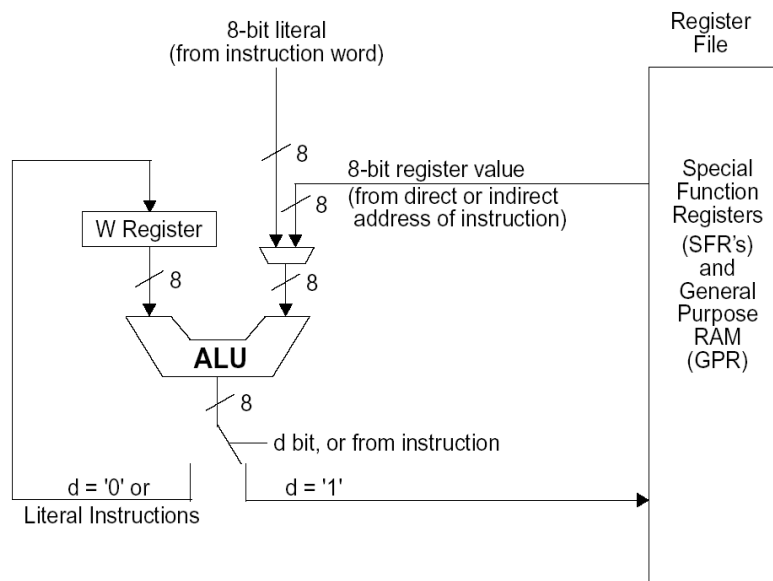 8-bit literal
(from instruction word)
Register
File
8
8-bit register value
8
(from direct or indirect
address of instruction)
Special
Function
Registers
(SFR's)
and
General
Purpose
RAM
(GPR)
W Register
8
8
ALU
8
d bit, or from instruction
d = '0' or
Literal Instructions
d = '1'